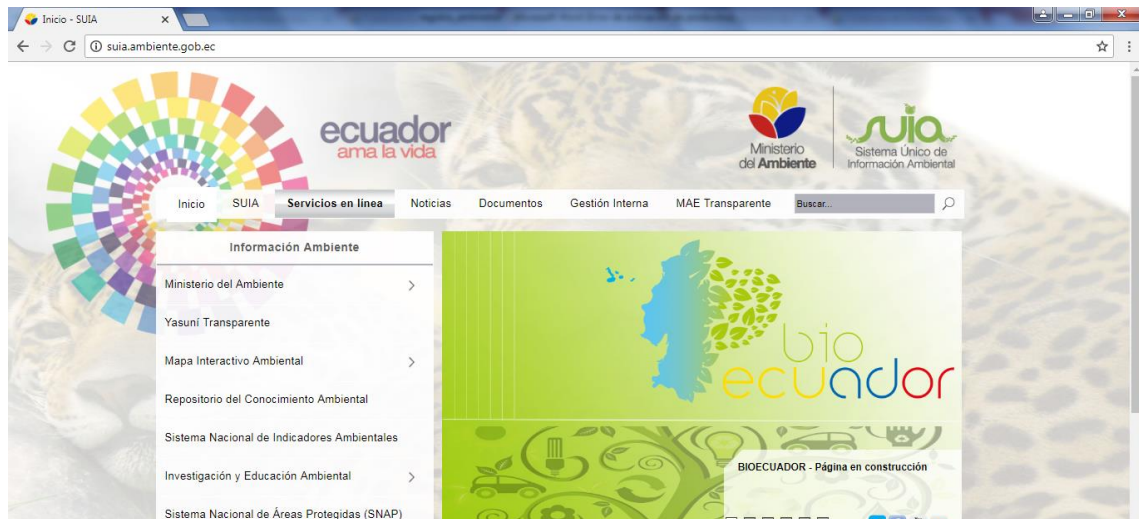 Inicio - SUIA
suia.ambiente.gob.ec
ecuador
ama la vida
Ministerio
del Ambiente
suia
Sistema Único de
Información Ambiental
Inicio SUIA Servicios en línea Noticias Documentos Gestión Interna MAE Transparente Buscar...
Información Ambiente
Ministerio del Ambiente
Yasuní Transparente
Mapa Interactivo Ambiental
Repositorio del Conocimiento Ambiental
Sistema Nacional de Indicadores Ambientales
Investigación y Educación Ambiental
Sistema Nacional de Áreas Protegidas (SNAP)
bio
ecuador
BIOECUADOR - Página en construcción